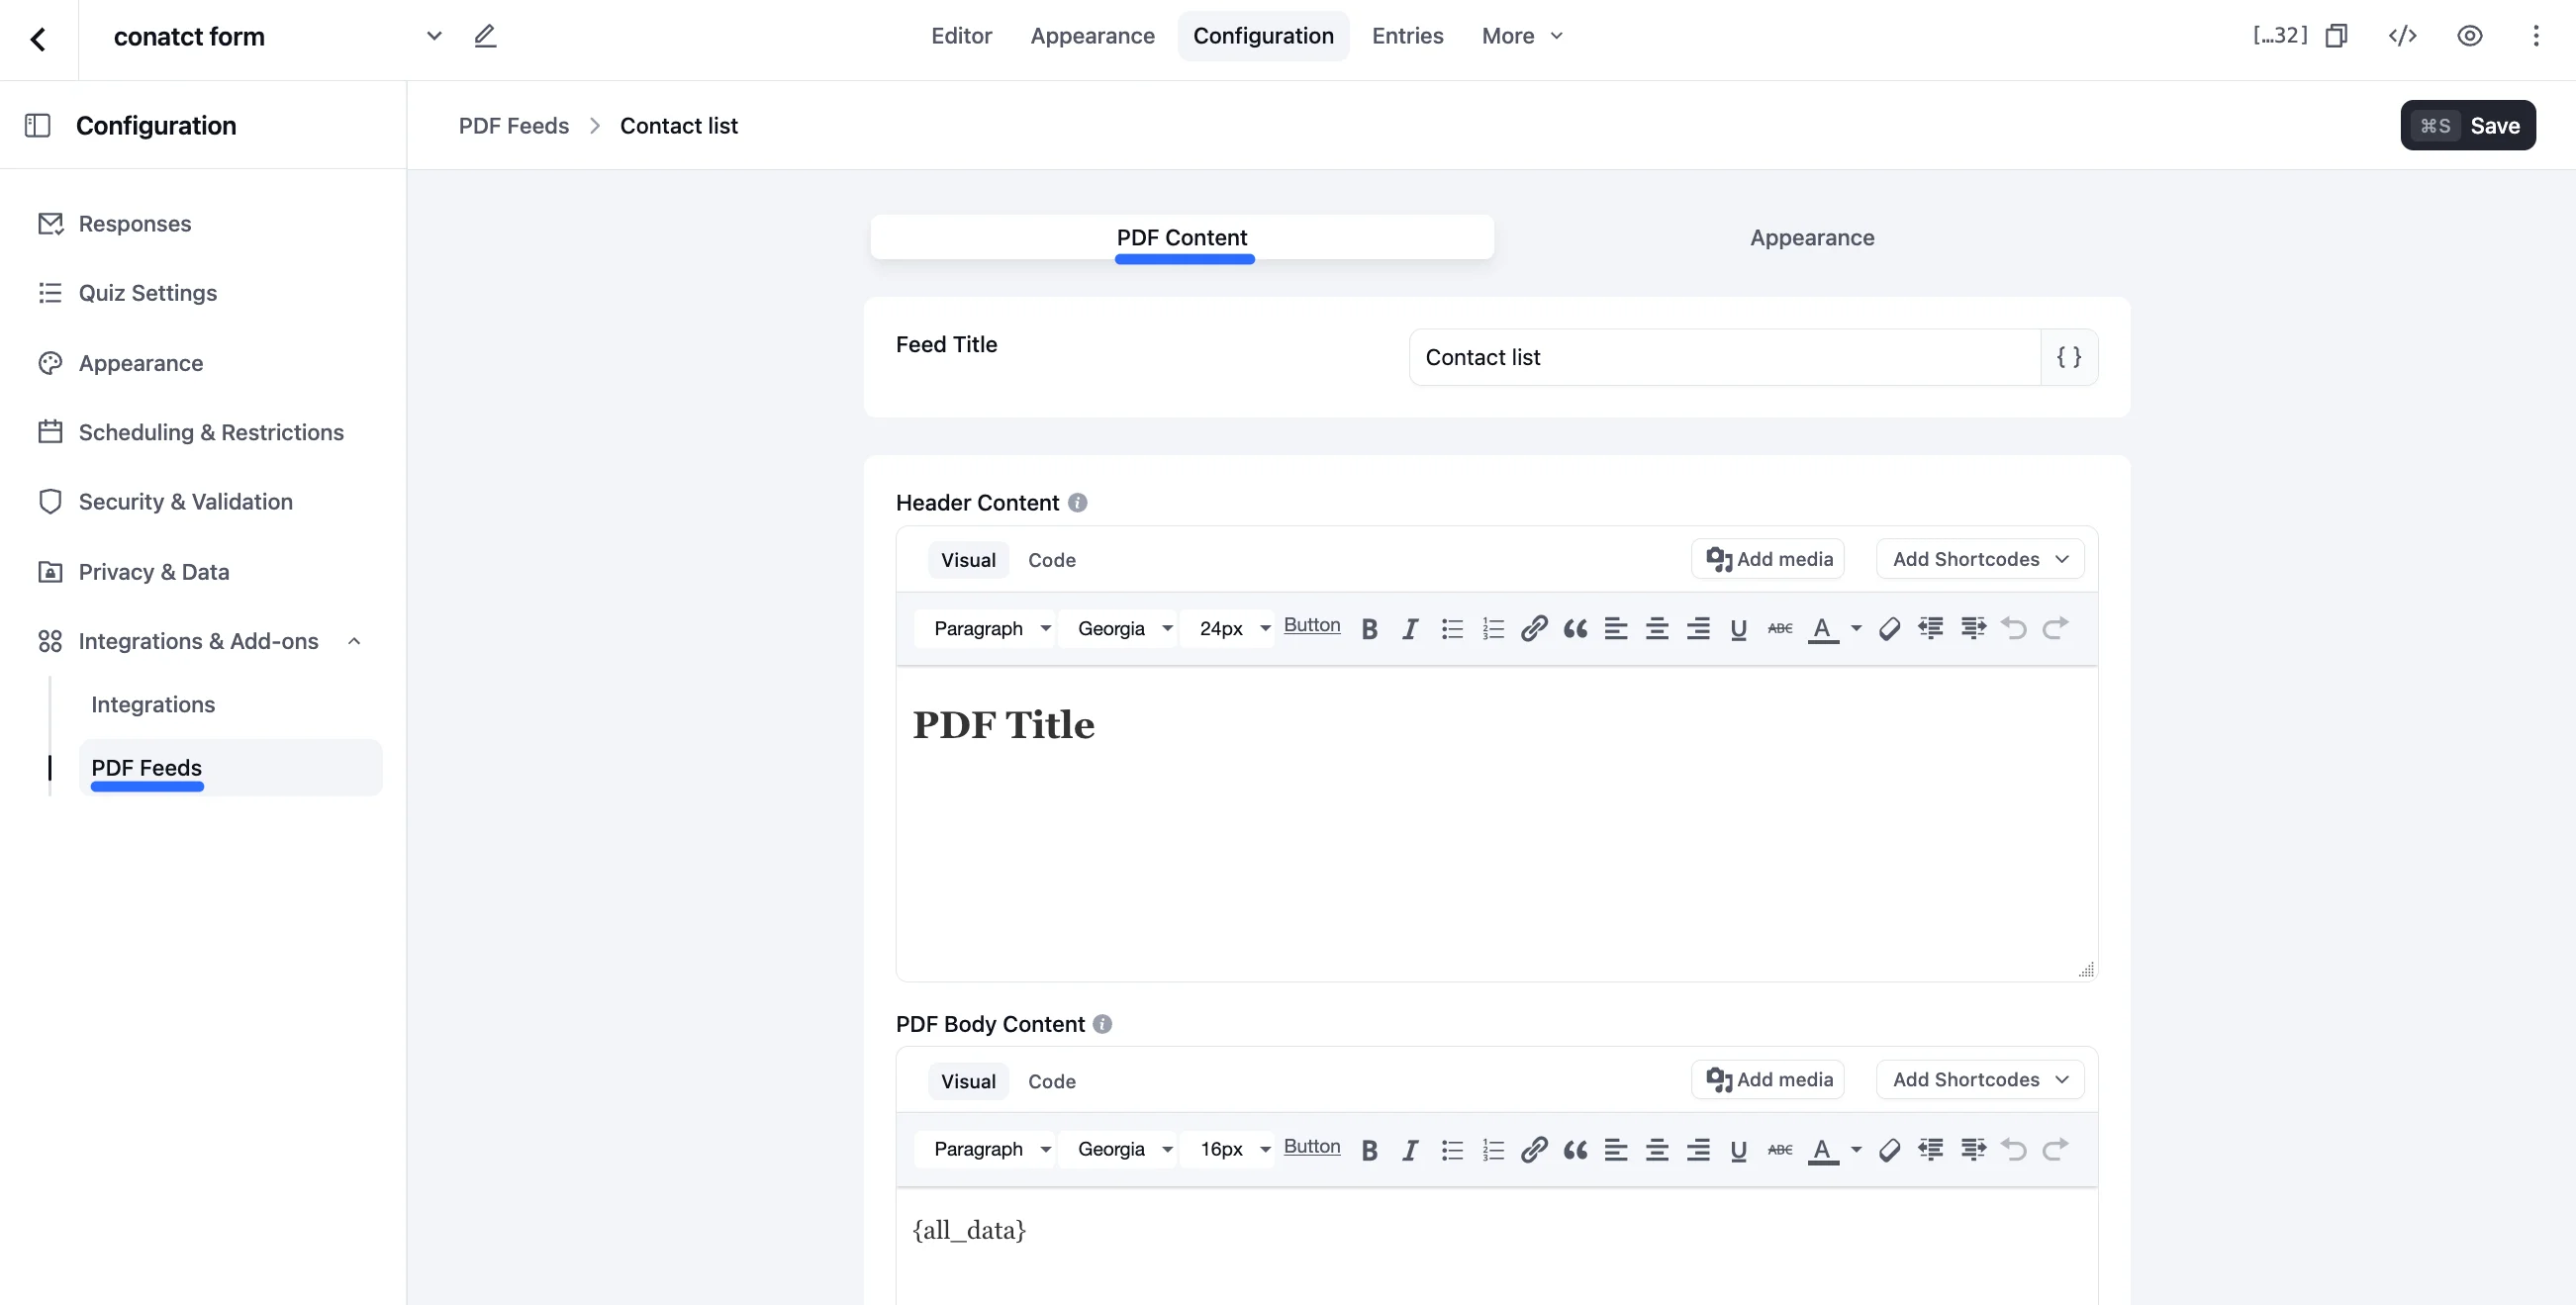 conatct form
Editor Appearance Configuration Entries More
[...32]
Configuration
PDF Feeds > Contact list
⌘S Save
Responses
Quiz Settings
Appearance
Scheduling & Restrictions
Security & Validation
Privacy & Data
Integrations & Add-ons
Integrations
PDF Feeds
PDF Content Appearance
Feed Title
Contact list {}
Header Content
Visual Code Add media Add Shortcodes
Paragraph Georgia 24px Button B I U ABC A
PDF Title
PDF Body Content
Visual Code Add media Add Shortcodes
Paragraph Georgia 16px Button B I U ABC A
{all_data}